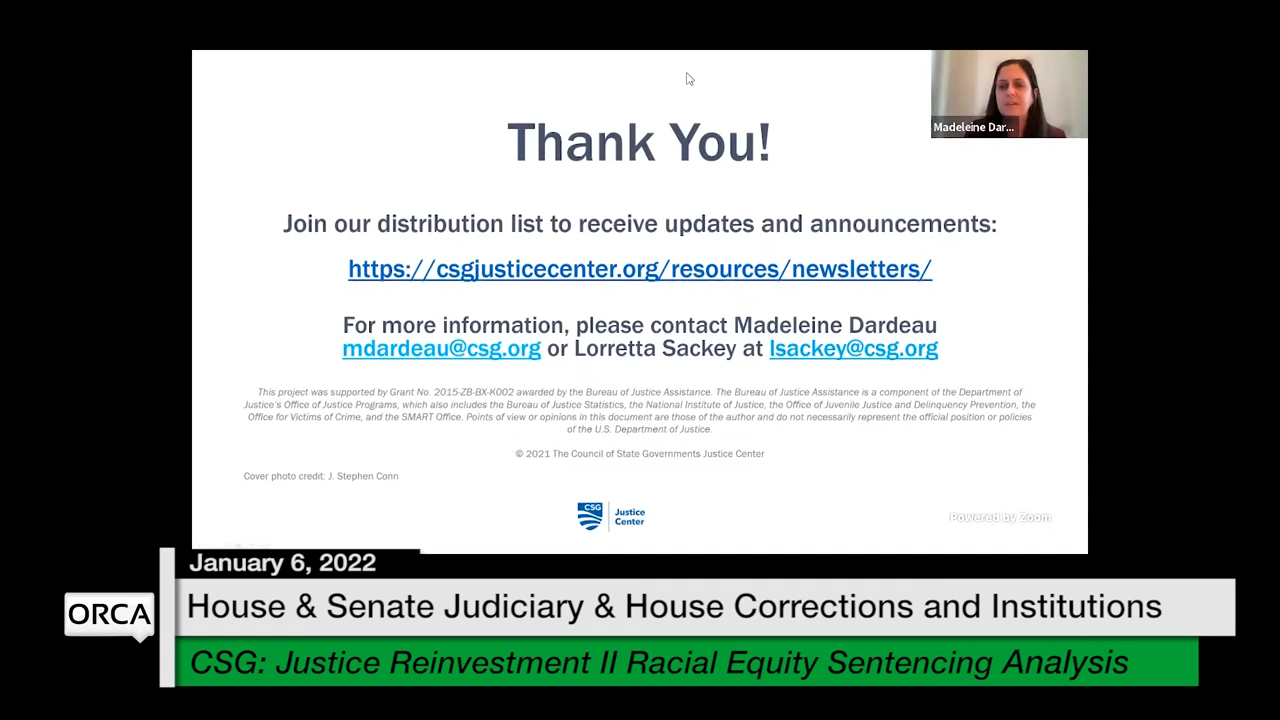 Madeleine Dar...
Thank You!
Join our distribution list to receive updates and announcements:
https://csgjusticecenter.org/resources/newsletters/
For more information, please contact Madeleine Dardeau
mdardeau@csg.org or Lorretta Sackey at lsackey@csg.org
This project was supported by Grant No. 2015-ZB-BX-K002 awarded by the Bureau of Justice Assistance. The Bureau of Justice Assistance is a component of the Department of
Justice's Office of Justice Programs, which also includes the Bureau of Justice Statistics, the National Institute of Justice, the Office of Juvenile Justice and Delinquency Prevention, the
Office for Victims of Crime, and the SMART Office. Points of view or opinions in this document are those of the author and do not necessarily represent the official position or policies
of the U.S. Department of Justice.
© 2021 The Council of State Governments Justice Center
Cover photo credit: J. Stephen Conn
CSG Justice
Center
Powered by Zoom
January 6, 2022
ORCA
House & Senate Judiciary & House Corrections and Institutions
CSG: Justice Reinvestment II Racial Equity Sentencing Analysis